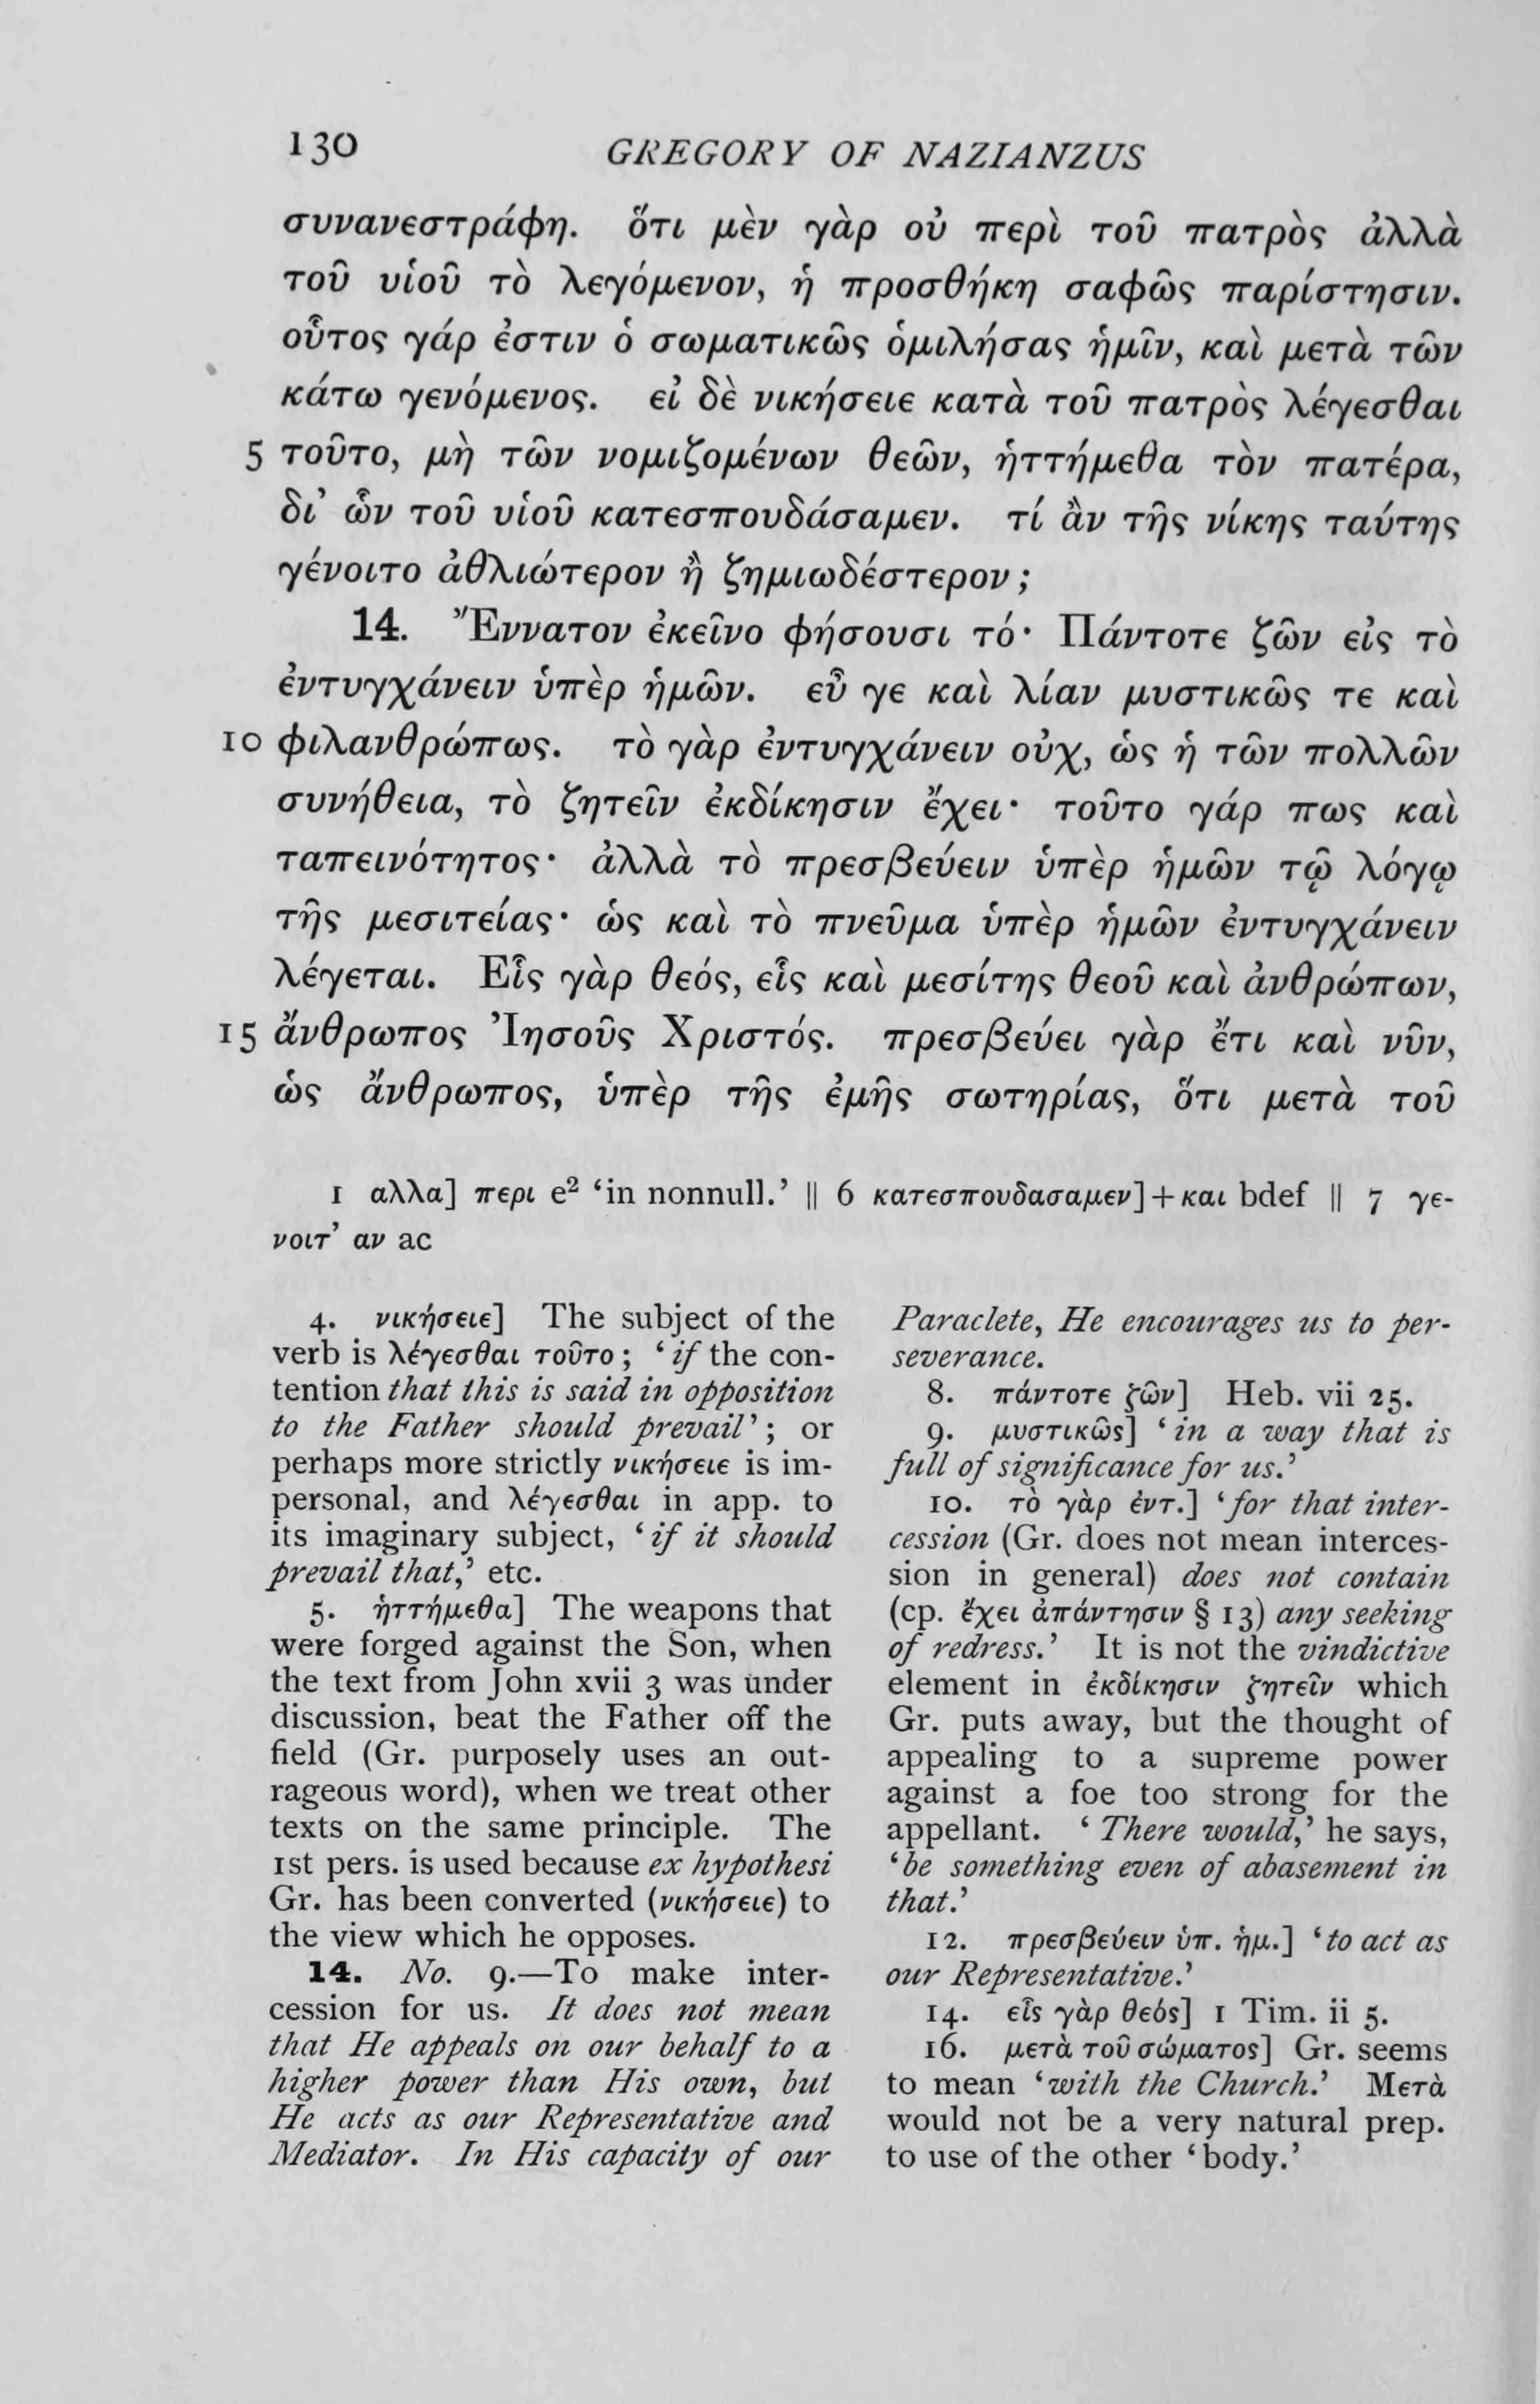 130 GREGORY OF NAZIANZUS
συνανεστράφη. ὅτι μὲν γὰρ οὐ περὶ τοῦ πατρὸς ἀλλὰ
τοῦ υἱοῦ τὸ λεγόμενον, ἡ προσθήκη σαφῶς παρίστησιν.
οὗτος γάρ ἐστιν ὁ σωματικῶς ὁμιλήσας ἡμῖν, καὶ μετὰ τῶν
κάτω γενόμενος. εἰ δὲ νικήσειε κατὰ τοῦ πατρὸς λέγεσθαι
5 τοῦτο, μὴ τῶν νομιζομένων θεῶν, ἡττήμεθα τὸν πατέρα,
δι’ ὧν τοῦ υἱοῦ κατεσπουδάσαμεν. τί ἂν τῆς νίκης ταύτης
γένοιτο ἀθλιώτερον ἢ ζημιωδέστερον;
14. Ἔννατον ἐκεῖνο φήσουσι τό· Πάντοτε ζῶν εἰς τὸ
ἐντυγχάνειν ὑπὲρ ἡμῶν. εὖ γε καὶ λίαν μυστικῶς τε καὶ
10 φιλανθρώπως. τὸ γὰρ ἐντυγχάνειν οὐχ, ὡς ἡ τῶν πολλῶν
συνήθεια, τὸ ζητεῖν ἐκδίκησιν ἔχει· τοῦτο γάρ πως καὶ
ταπεινότητος· ἀλλὰ τὸ πρεσβεύειν ὑπὲρ ἡμῶν τῷ λόγῳ
τῆς μεσιτείας· ὡς καὶ τὸ πνεῦμα ὑπὲρ ἡμῶν ἐντυγχάνειν
λέγεται. Εἷς γὰρ θεός, εἷς καὶ μεσίτης θεοῦ καὶ ἀνθρώπων,
15 ἄνθρωπος Ἰησοῦς Χριστός. πρεσβεύει γὰρ ἔτι καὶ νῦν,
ὡς ἄνθρωπος, ὑπὲρ τῆς ἐμῆς σωτηρίας, ὅτι μετὰ τοῦ
1 αλλα] περι e² ‘in nonnull.’ || 6 κατεσπουδασαμεν]+και bdef || 7 γε-
νοιτ’ αν ac
4. νικήσειε] The subject of the
verb is λέγεσθαι τοῦτο; ‘if the con-
tention that this is said in opposition
to the Father should prevail’; or
perhaps more strictly νικήσειε is im-
personal, and λέγεσθαι in app. to
its imaginary subject, ‘if it should
prevail that,’ etc.
5. ἡττήμεθα] The weapons that
were forged against the Son, when
the text from John xvii 3 was under
discussion, beat the Father off the
field (Gr. purposely uses an out-
rageous word), when we treat other
texts on the same principle. The
1st pers. is used because ex hypothesi
Gr. has been converted (νικήσειε) to
the view which he opposes.
14. No. 9.—To make inter-
cession for us. It does not mean
that He appeals on our behalf to a
higher power than His own, but
He acts as our Representative and
Mediator. In His capacity of our
Paraclete, He encourages us to per-
severance.
8. πάντοτε ζῶν] Heb. vii 25.
9. μυστικῶς] ‘in a way that is
full of significance for us.’
10. τὸ γὰρ ἐντ.] ‘for that inter-
cession (Gr. does not mean interces-
sion in general) does not contain
(cp. ἔχει ἀπάντησιν § 13) any seeking
of redress.’ It is not the vindictive
element in ἐκδίκησιν ζητεῖν which
Gr. puts away, but the thought of
appealing to a supreme power
against a foe too strong for the
appellant. ‘There would,’ he says,
‘be something even of abasement in
that.’
12. πρεσβεύειν ὑπ. ἡμ.] ‘to act as
our Representative.’
14. εἷς γὰρ θεός] 1 Tim. ii 5.
16. μετὰ τοῦ σώματος] Gr. seems
to mean ‘with the Church.’ Μετὰ
would not be a very natural prep.
to use of the other ‘body.’